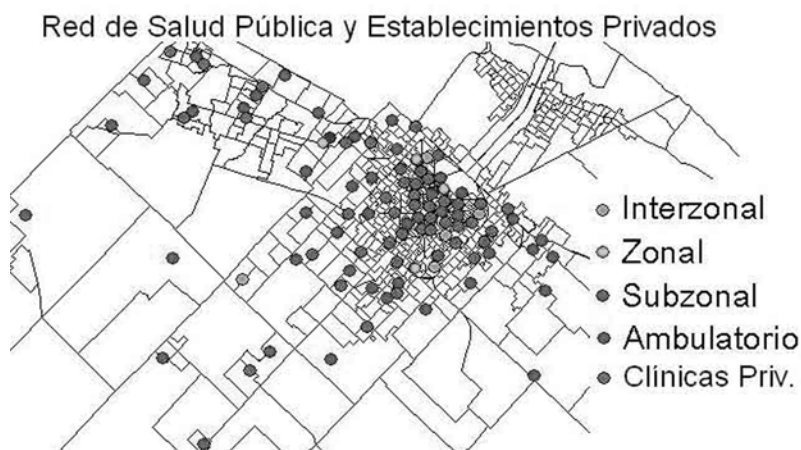 Red de Salud Pública y Establecimientos Privados
Interzonal
Zonal
Subzonal
Ambulatorio
Clínicas Priv.